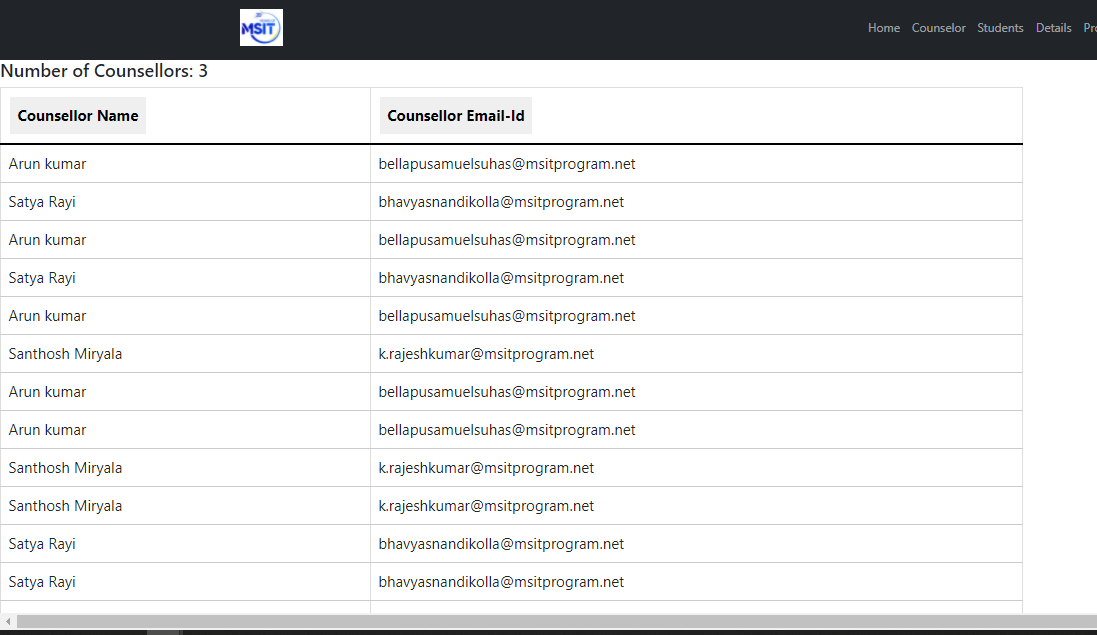 MSIT
Home Counselor Students Details Pro
Number of Counsellors: 3
Counsellor Name Counsellor Email-Id
Arun kumar bellapusamuelsuhas@msitprogram.net
Satya Rayi bhavyasnandikolla@msitprogram.net
Arun kumar bellapusamuelsuhas@msitprogram.net
Satya Rayi bhavyasnandikolla@msitprogram.net
Arun kumar bellapusamuelsuhas@msitprogram.net
Santhosh Miryala k.rajeshkumar@msitprogram.net
Arun kumar bellapusamuelsuhas@msitprogram.net
Arun kumar bellapusamuelsuhas@msitprogram.net
Santhosh Miryala k.rajeshkumar@msitprogram.net
Santhosh Miryala k.rajeshkumar@msitprogram.net
Satya Rayi bhavyasnandikolla@msitprogram.net
Satya Rayi bhavyasnandikolla@msitprogram.net